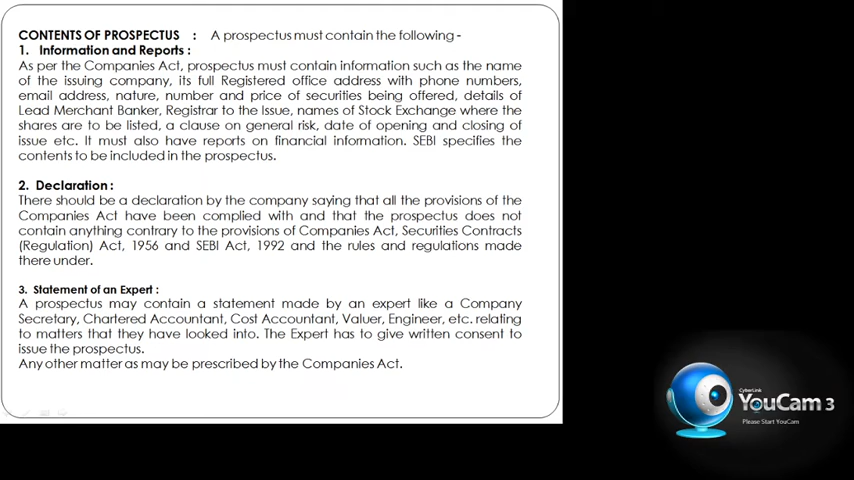 CONTENTS OF PROSPECTUS : A prospectus must contain the following -
1. Information and Reports :
As per the Companies Act, prospectus must contain information such as the name
of the issuing company, its full Registered office address with phone numbers,
email address, nature, number and price of securities being offered, details of
Lead Merchant Banker, Registrar to the Issue, names of Stock Exchange where the
shares are to be listed, a clause on general risk, date of opening and closing of
issue etc. It must also have reports on financial information. SEBI specifies the
contents to be included in the prospectus.
2. Declaration :
There should be a declaration by the company saying that all the provisions of the
Companies Act have been complied with and that the prospectus does not
contain anything contrary to the provisions of Companies Act, Securities Contracts
(Regulation) Act, 1956 and SEBI Act, 1992 and the rules and regulations made
there under.
3. Statement of an Expert :
A prospectus may contain a statement made by an expert like a Company
Secretary, Chartered Accountant, Cost Accountant, Valuer, Engineer, etc. relating
to matters that they have looked into. The Expert has to give written consent to
issue the prospectus.
Any other matter as may be prescribed by the Companies Act.
CyberLink
YouCam 3
Please Start YouCam